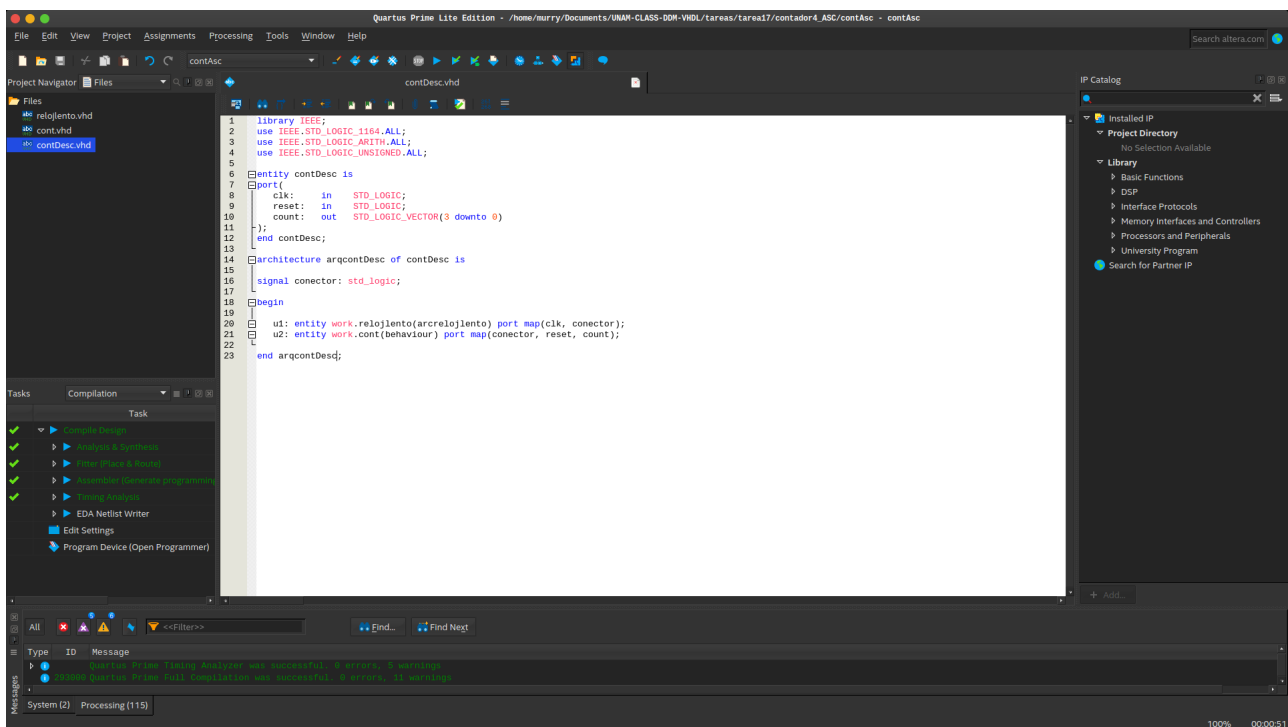 Quartus Prime Lite Edition - /home/murry/Documents/UNAM-CLASS-DDM-VHDL/tareas/tarea17/contador4_ASC/contAsc - contAsc
File Edit View Project Assignments Processing Tools Window Help
Search altera.com
contAsc
Project Navigator Files
contDesc.vhd
IP Catalog
Files
relojlento.vhd
cont.vhd
contDesc.vhd
1 library IEEE;
2 use IEEE.STD_LOGIC_1164.ALL;
3 use IEEE.STD_LOGIC_ARITH.ALL;
4 use IEEE.STD_LOGIC_UNSIGNED.ALL;
5
6 entity contDesc is
7 port(
8 clk: in STD_LOGIC;
9 reset: in STD_LOGIC;
10 count: out STD_LOGIC_VECTOR(3 downto 0)
11 );
12 end contDesc;
13
14 architecture arqcontDesc of contDesc is
15
16 signal conector: std_logic;
17
18 begin
19
20 u1: entity work.relojlento(arcrelojlento) port map(clk, conector);
21 u2: entity work.cont(behaviour) port map(conector, reset, count);
22
23 end arqcontDesc;
Installed IP
Project Directory
No Selection Available
Library
Basic Functions
DSP
Interface Protocols
Memory Interfaces and Controllers
Processors and Peripherals
University Program
Search for Partner IP
+ Add...
Tasks Compilation
Task
Compile Design
Analysis & Synthesis
Fitter (Place & Route)
Assembler (Generate programming
Timing Analysis
EDA Netlist Writer
Edit Settings
Program Device (Open Programmer)
All
5
6
<<Filter>>
Find...
Find Next
Type ID Message
Quartus Prime Timing Analyzer was successful. 0 errors, 5 warnings
293000 Quartus Prime Full Compilation was successful. 0 errors, 11 warnings
Messages
System (2) Processing (115)
100% 00:00:51